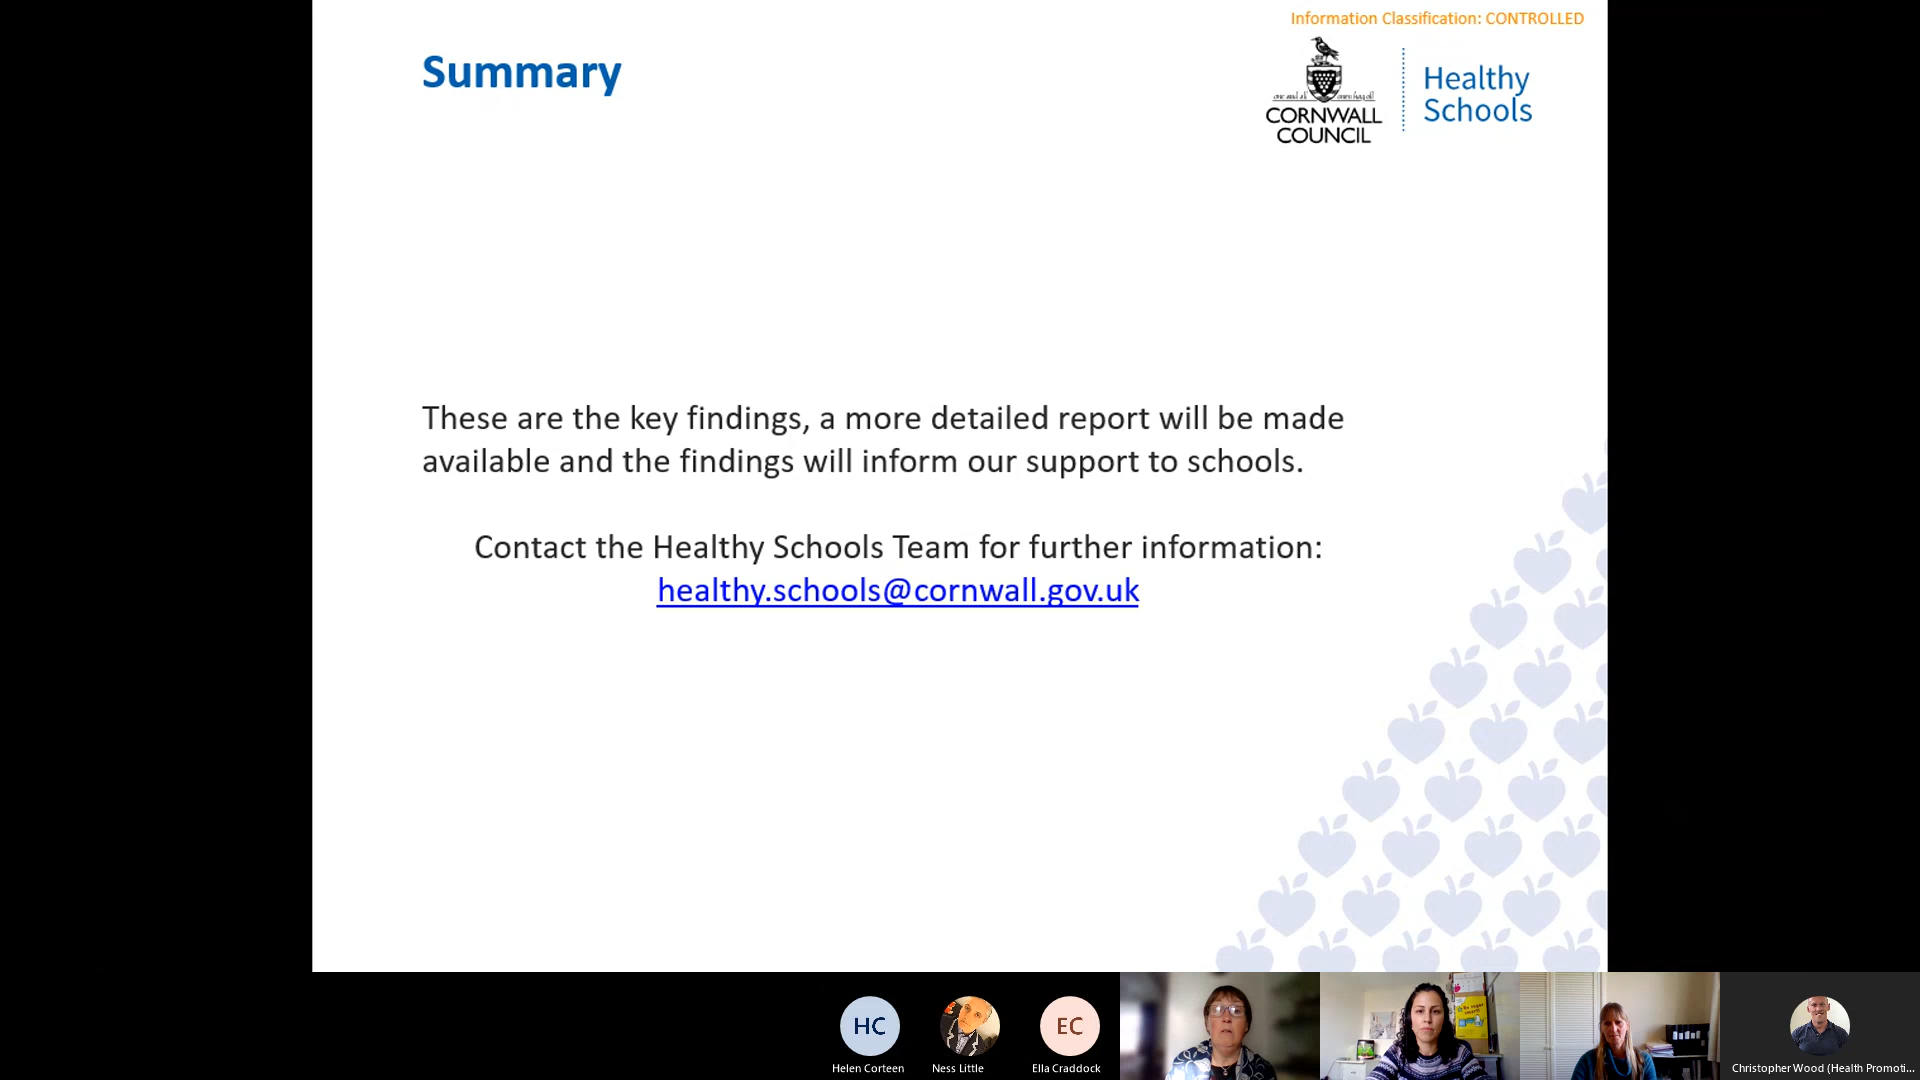 Information Classification: CONTROLLED
Summary
CORNWALL
COUNCIL
Healthy
Schools
These are the key findings, a more detailed report will be made
available and the findings will inform our support to schools.
Contact the Healthy Schools Team for further information:
healthy.schools@cornwall.gov.uk
HC
EC
Helen Corteen
Ness Little
Ella Craddock
Christopher Wood (Health Promoti...